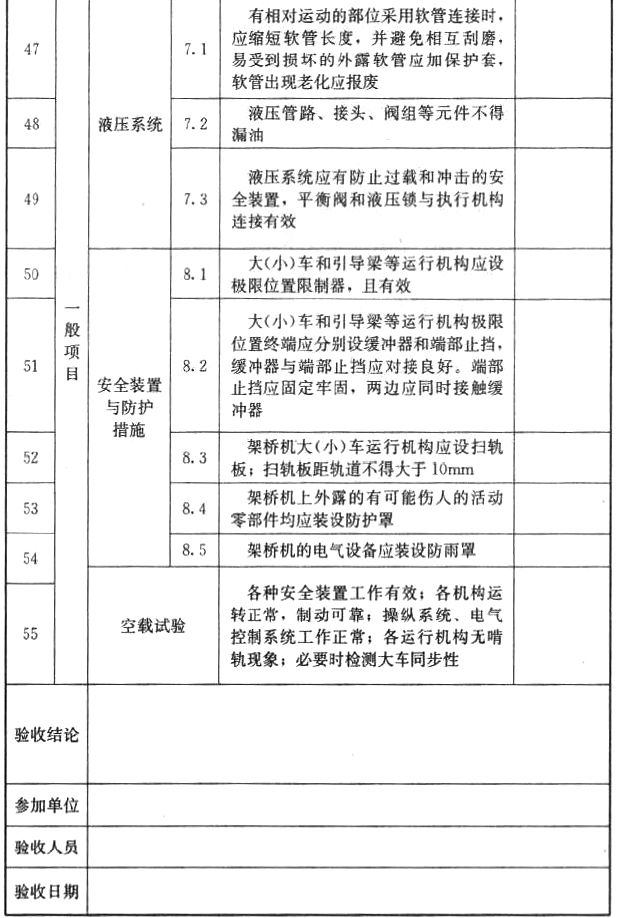 47
7.1
有相对运动的部位采用软管连接时，
应缩短软管长度，并避免相互刮磨，
易受到损坏的外露软管应加保护套，
软管出现老化应报废
48
液压系统
7.2
液压管路、接头、阀组等元件不得
漏油
49
7.3
液压系统应有防止过载和冲击的安
全装置，平衡阀和液压锁与执行机构
连接有效
一般项目
50
8.1
大(小)车和引导梁等运行机构应设
极限位置限制器，且有效
51
安全装置
与防护
措施
8.2
大(小)车和引导梁等运行机构极限
位置终端应分别设缓冲器和端部止挡，
缓冲器与端部止挡应对接良好。端部
止挡应固定牢固，两边应同时接触缓
冲器
52
8.3
架桥机大(小)车运行机构应设扫轨
板；扫轨板距轨道不得大于10mm
53
8.4
架桥机上外露的有可能伤人的活动
零部件均应装设防护罩
54
8.5
架桥机的电气设备应装设防雨罩
55
空载试验
各种安全装置工作有效；各机构运
转正常，制动可靠；操纵系统、电气
控制系统工作正常；各运行机构无啃
轨现象；必要时检测大车同步性
验收结论
参加单位
验收人员
验收日期